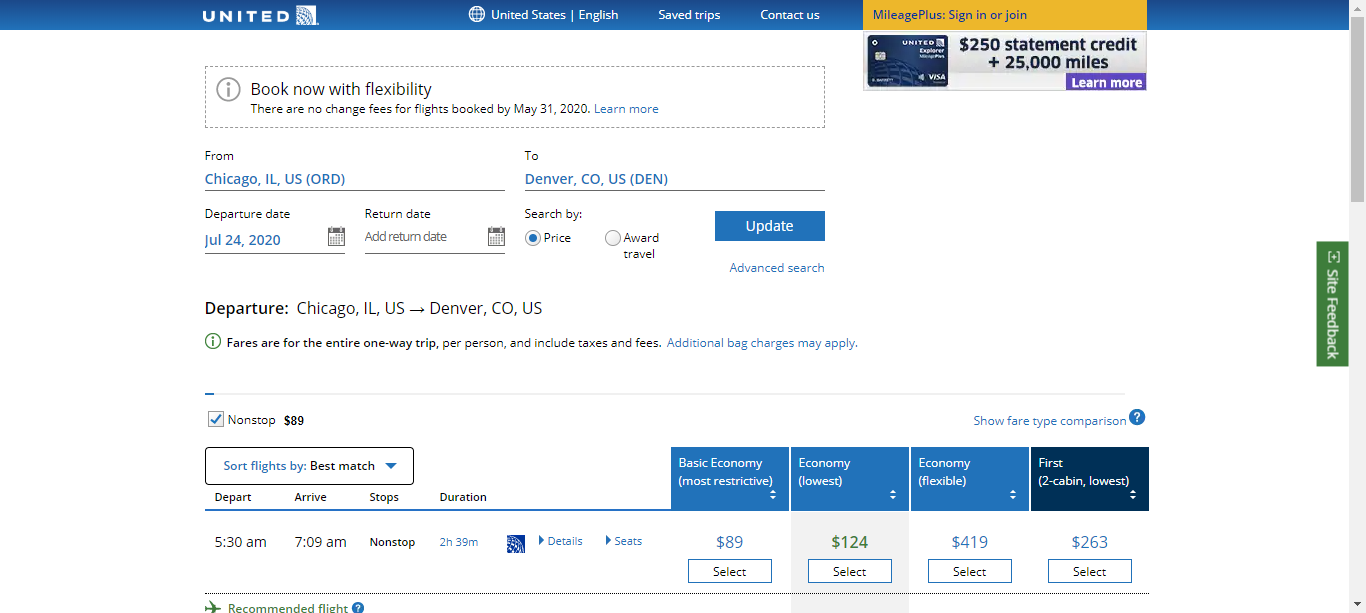 UNITED
United States | English
Saved trips
Contact us
MileagePlus: Sign in or join
UNITED
Explorer
MileagePlus
VISA
$250 statement credit
+ 25,000 miles
Learn more
Book now with flexibility
There are no change fees for flights booked by May 31, 2020. Learn more
From
Chicago, IL, US (ORD)
To
Denver, CO, US (DEN)
Departure date
Jul 24, 2020
Return date
Add return date
Search by:
Price
Award
travel
Update
Advanced search
[+] Site Feedback
Departure: Chicago, IL, US → Denver, CO, US
Fares are for the entire one-way trip, per person, and include taxes and fees. Additional bag charges may apply.
Nonstop $89
Show fare type comparison ?
Sort flights by: Best match
Basic Economy
(most restrictive)
Economy
(lowest)
Economy
(flexible)
First
(2-cabin, lowest)
Depart Arrive Stops Duration
5:30 am 7:09 am Nonstop 2h 39m Details Seats $89 $124 $419 $263
Select Select Select Select
Recommended flight ?